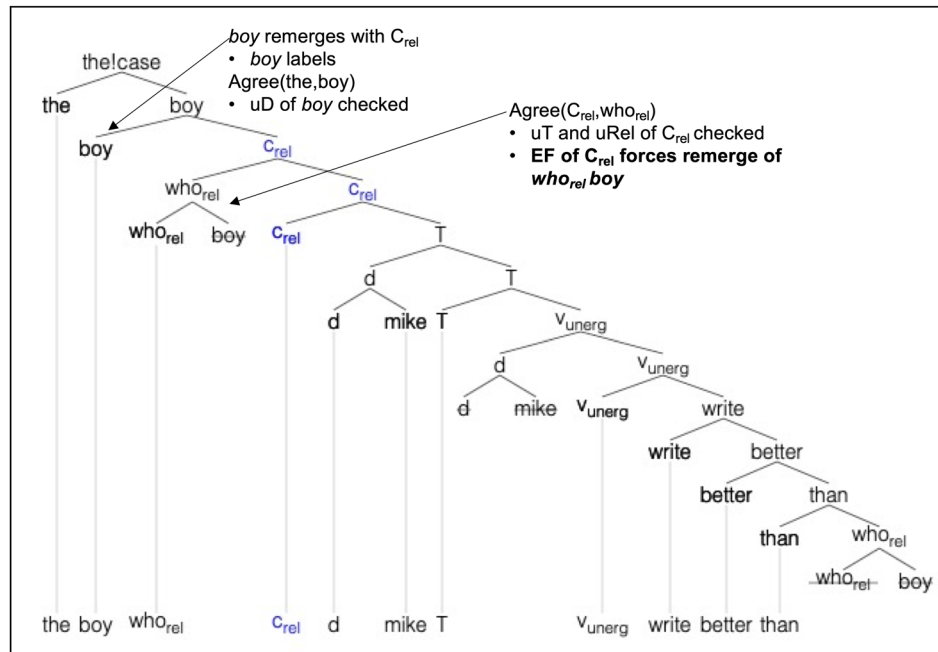 boy remerges with Crel
• boy labels
Agree(the,boy)
• uD of boy checked
Agree(Crel,whorel)
• uT and uRel of Crel checked
• EF of Crel forces remerge of
whorel boy
the!case
the boy
boy crel
whorel crel
whorel boy crel T
d T
d mike T vunerg
d vunerg
d mike vunerg write
write better
better than
than whorel
whorel boy
the boy whorel crel d mike T vunerg write better than